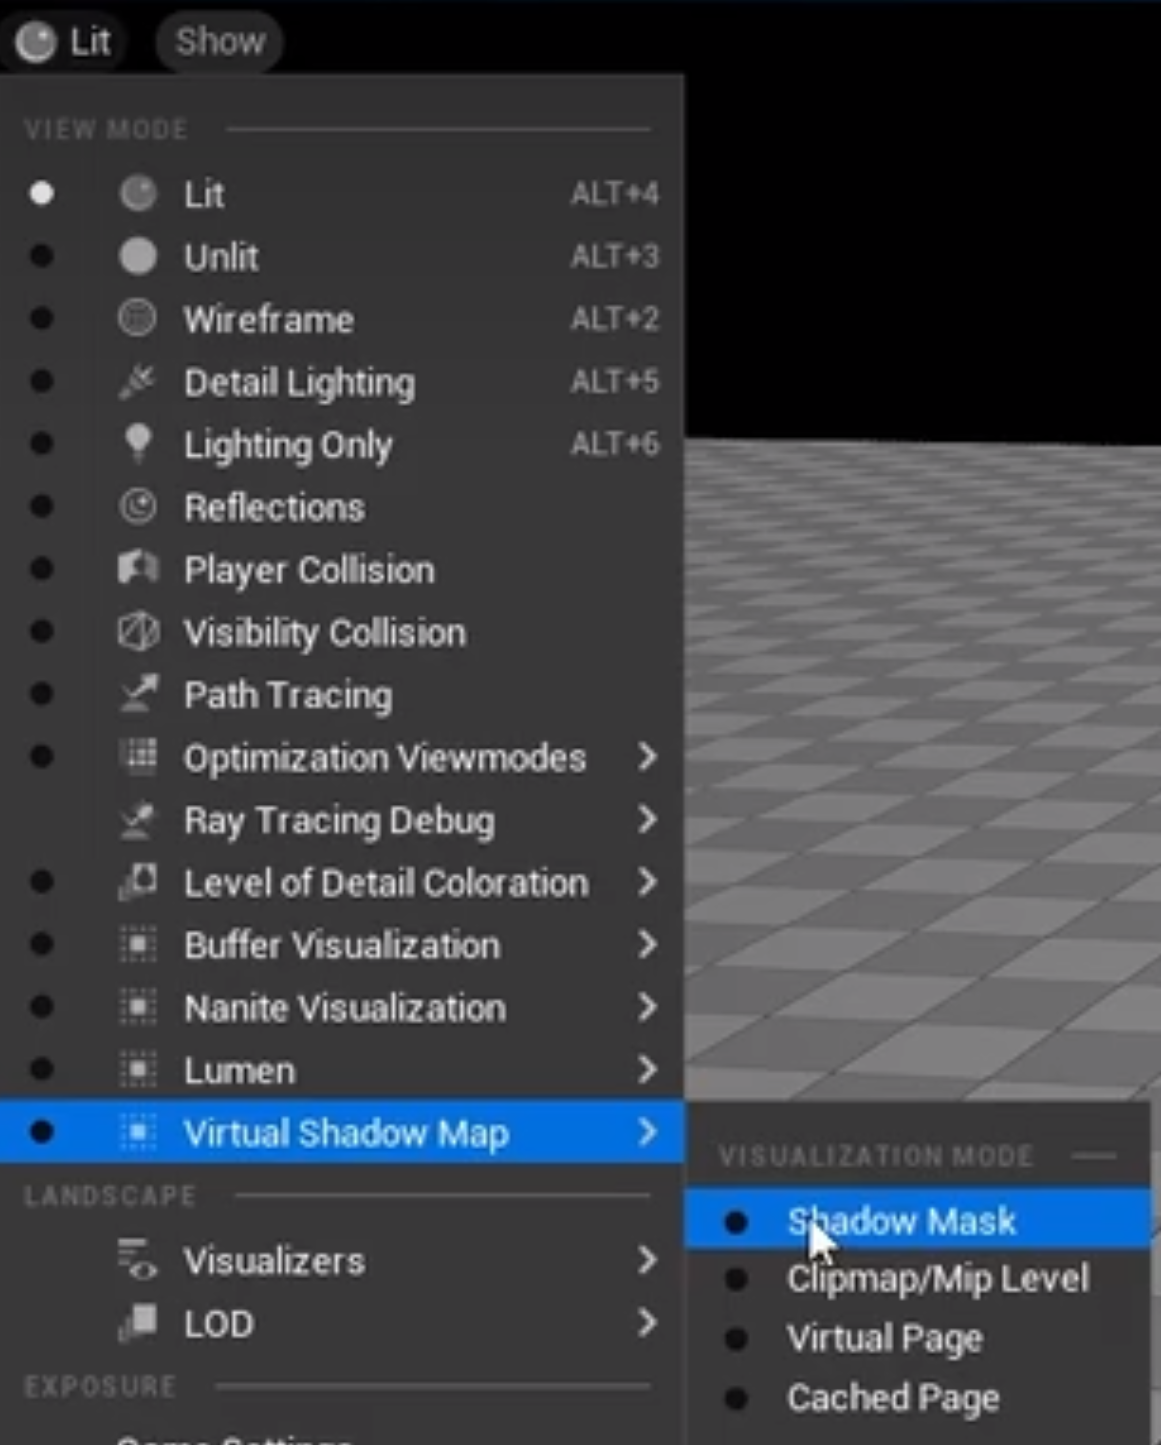 Lit Show
VIEW MODE
Lit ALT+4
Unlit ALT+3
Wireframe ALT+2
Detail Lighting ALT+5
Lighting Only ALT+6
Reflections
Player Collision
Visibility Collision
Path Tracing
Optimization Viewmodes
Ray Tracing Debug
Level of Detail Coloration
Buffer Visualization
Nanite Visualization
Lumen
Virtual Shadow Map
VISUALIZATION MODE
Shadow Mask
Clipmap/Mip Level
Virtual Page
Cached Page
LANDSCAPE
Visualizers
LOD
EXPOSURE